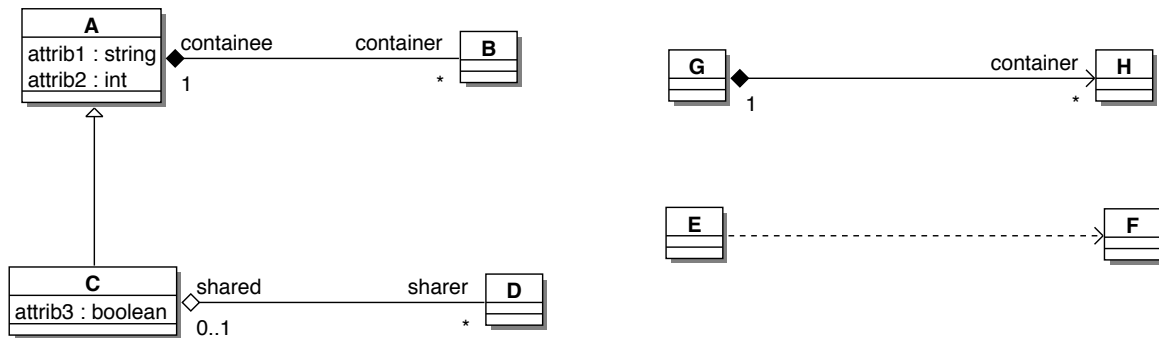 A
attrib1 : string
attrib2 : int
containee
container
1
*
B
C
attrib3 : boolean
shared
sharer
0..1
*
D
G
container
1
*
H
E
F